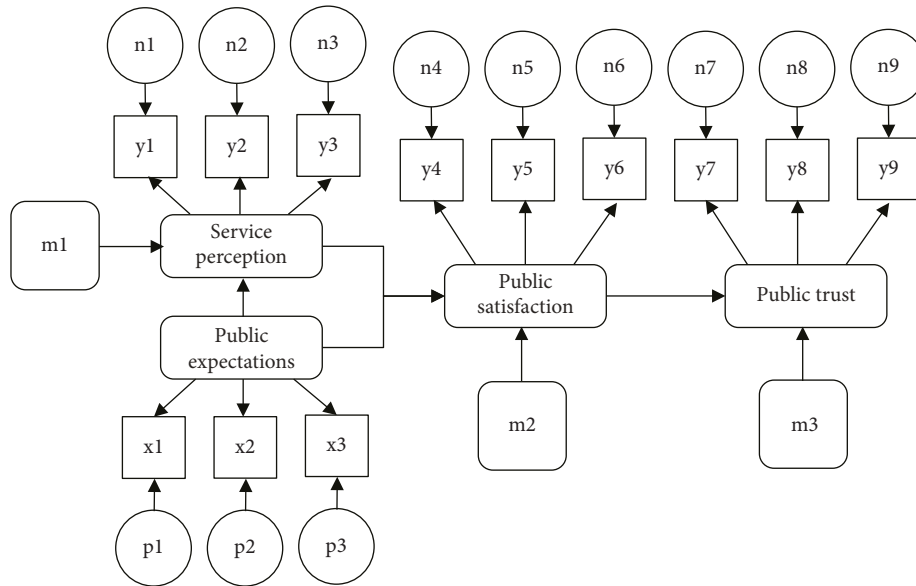 n1
n2
n3
n4
n5
n6
n7
n8
n9
y1
y2
y3
y4
y5
y6
y7
y8
y9
m1
Service
perception
Public
satisfaction
Public trust
Public
expectations
x1
x2
x3
m2
m3
p1
p2
p3